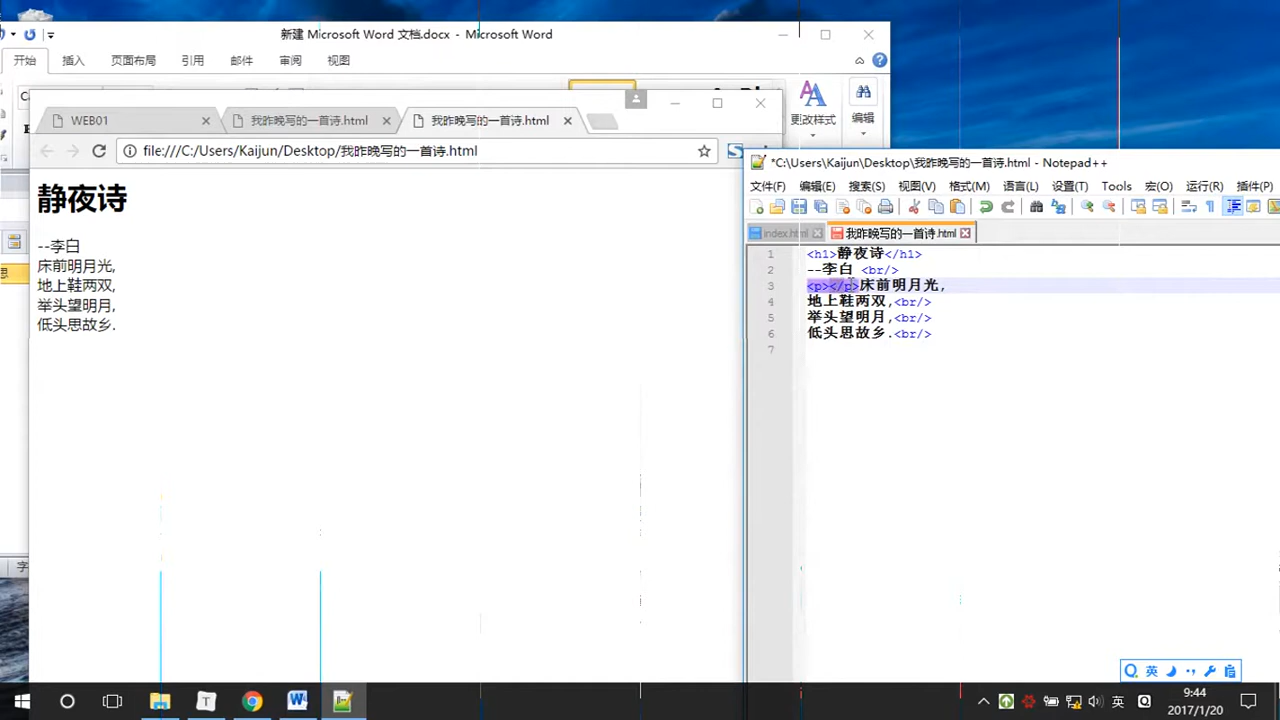 新建 Microsoft Word 文档.docx - Microsoft Word
开始 插入 页面布局 引用 邮件 审阅 视图
更改样式 编辑
WEB01 我昨晚写的一首诗.html 我昨晚写的一首诗.html
file:///C:/Users/Kaijun/Desktop/我昨晚写的一首诗.html
静夜诗
--李白
床前明月光,
地上鞋两双,
举头望明月,
低头思故乡.
*C:\Users\Kaijun\Desktop\我昨晚写的一首诗.html - Notepad++
文件(F) 编辑(E) 搜索(S) 视图(V) 格式(M) 语言(L) 设置(T) Tools 宏(O) 运行(R) 插件(P)
index.html 我昨晚写的一首诗.html
1 <h1>静夜诗</h1>
2 --李白 <br/>
3 <p></p>床前明月光,
4 地上鞋两双,<br/>
5 举头望明月,<br/>
6 低头思故乡.<br/>
7
英
英
9:44
2017/1/20